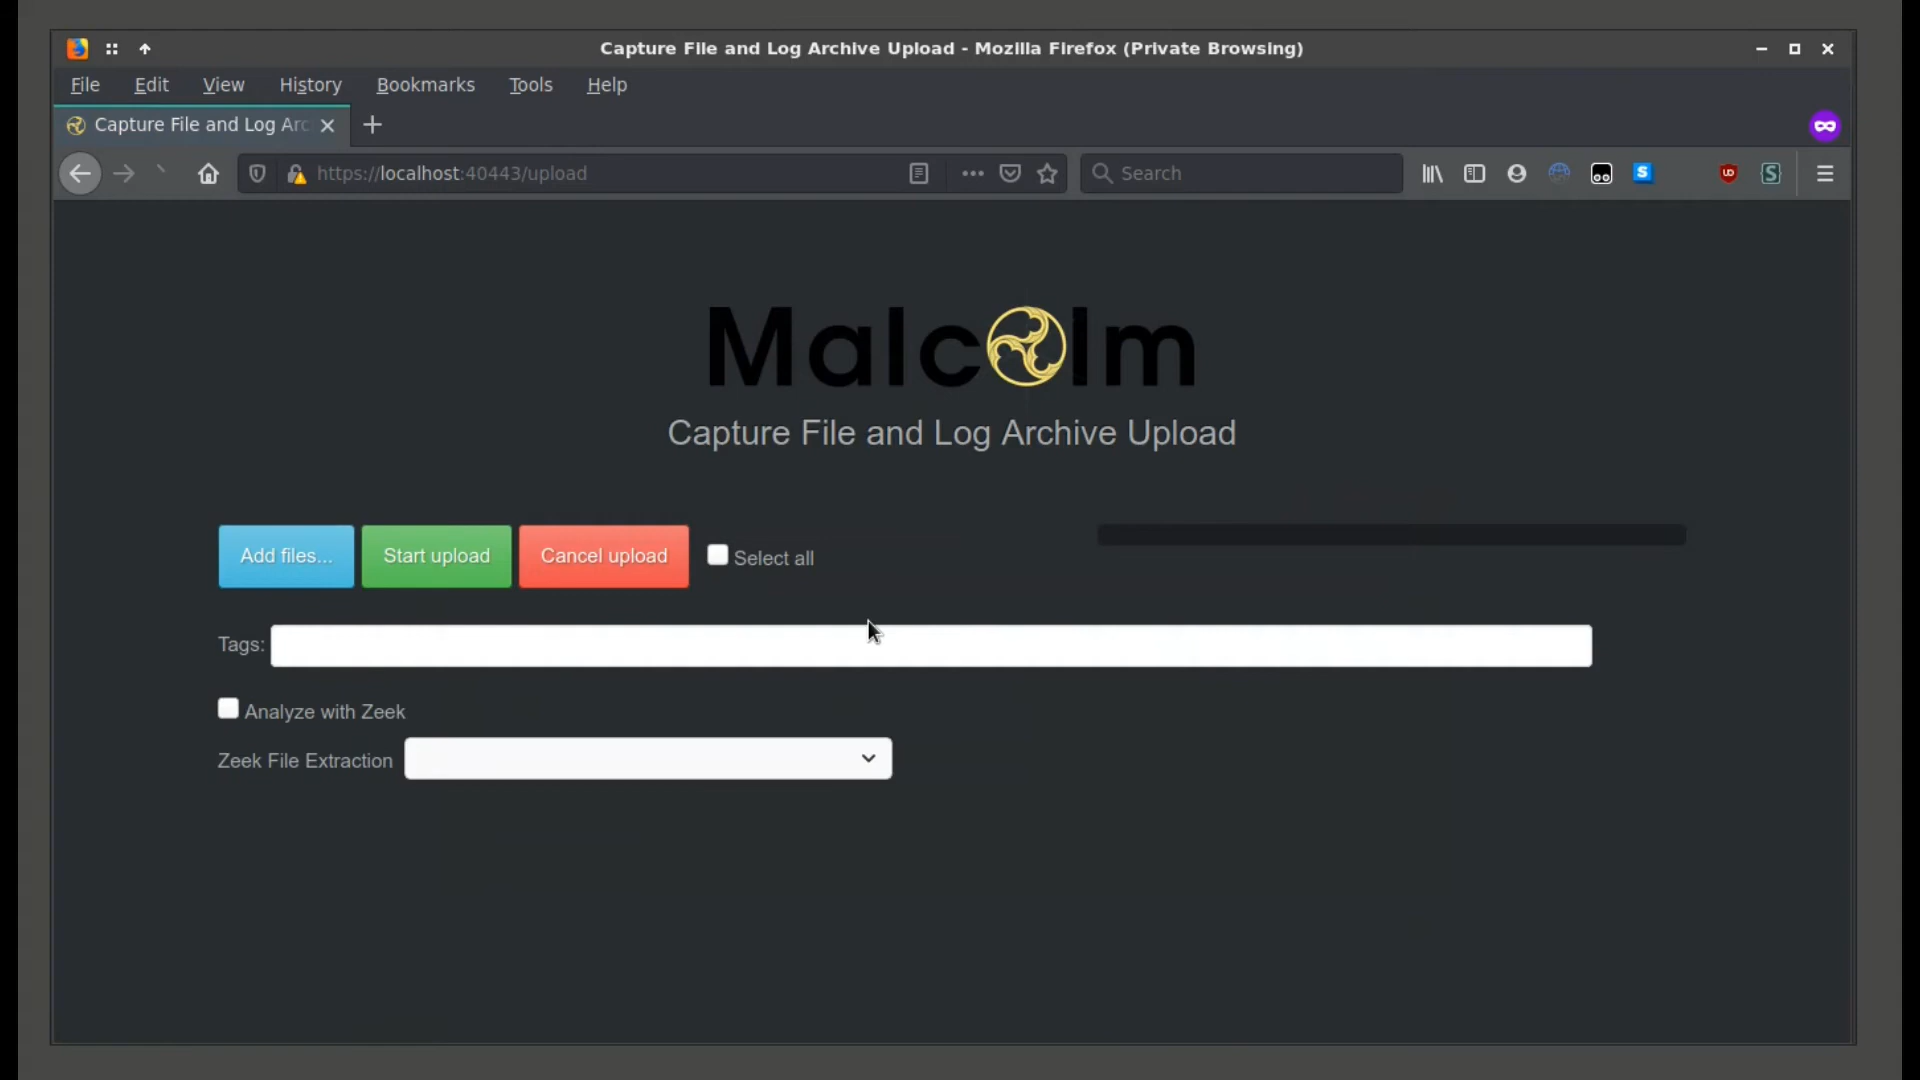 Capture File and Log Archive Upload - Mozilla Firefox (Private Browsing)
File Edit View History Bookmarks Tools Help
Capture File and Log Arc
https://localhost:40443/upload
Search
Malcolm
Capture File and Log Archive Upload
Add files... Start upload Cancel upload Select all
Tags:
Analyze with Zeek
Zeek File Extraction